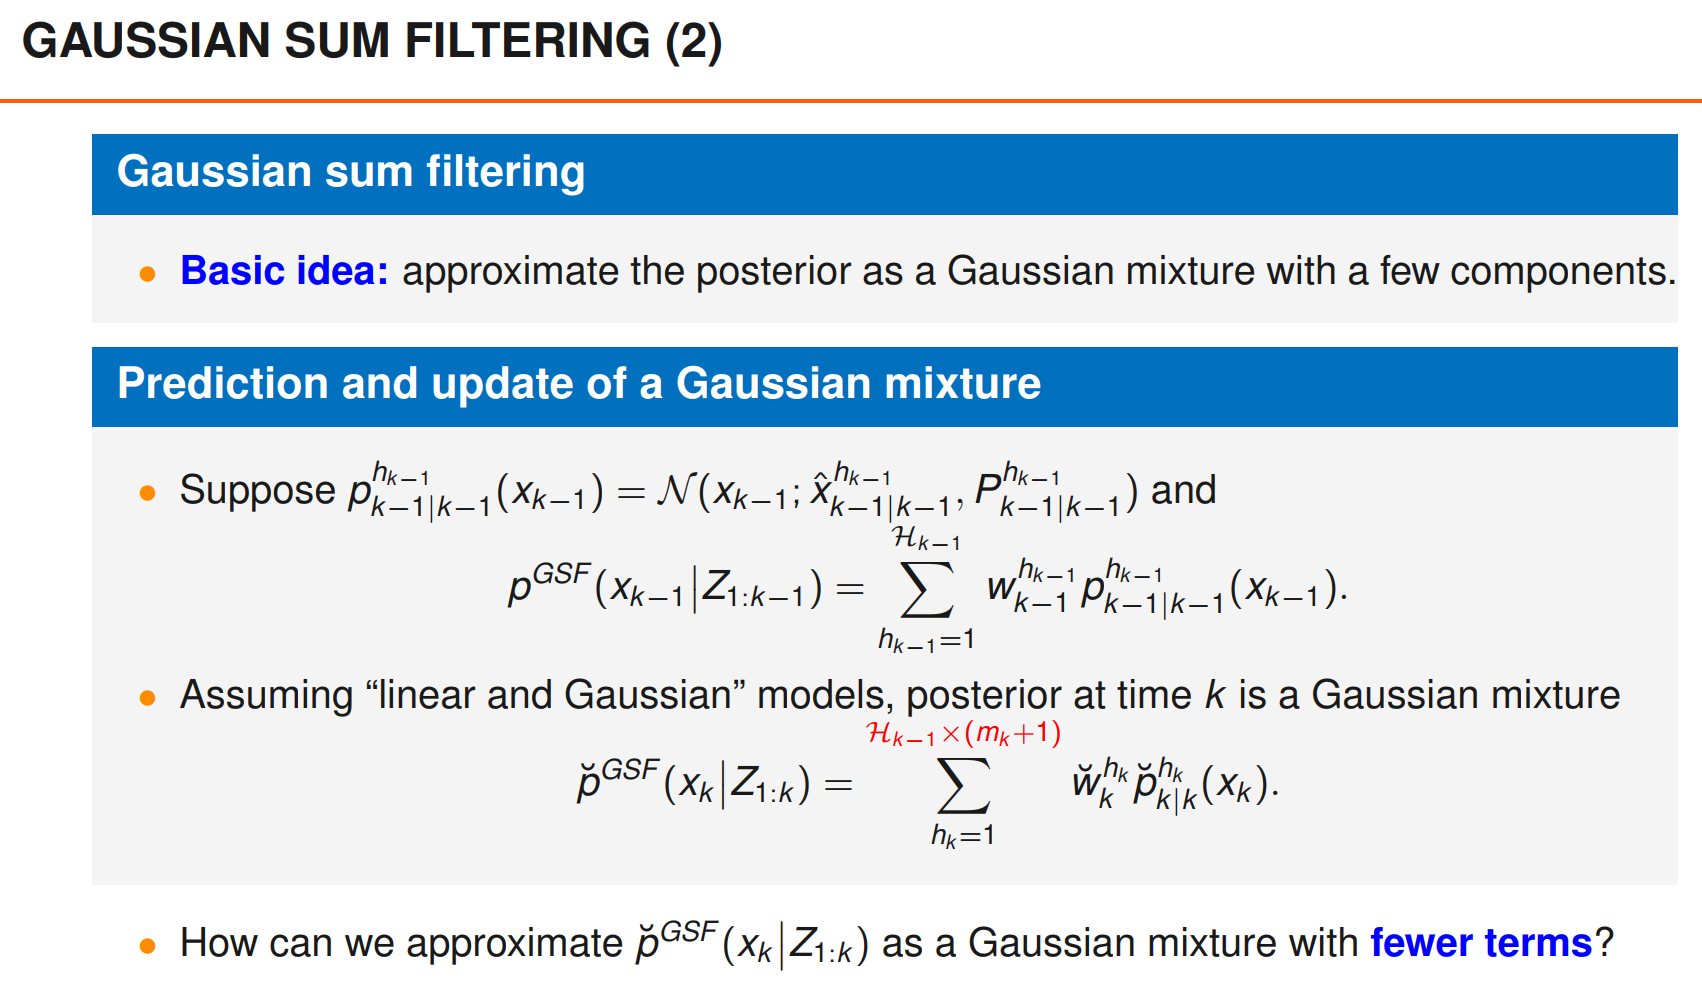 GAUSSIAN SUM FILTERING (2)
Gaussian sum filtering
• Basic idea: approximate the posterior as a Gaussian mixture with a few components.
Prediction and update of a Gaussian mixture
• Suppose $p_{k-1|k-1}^{h_{k-1}}(x_{k-1}) = \mathcal{N}(x_{k-1}; \hat{x}_{k-1|k-1}^{h_{k-1}}, P_{k-1|k-1}^{h_{k-1}})$ and
$p^{GSF}(x_{k-1}|Z_{1:k-1}) = \sum_{h_{k-1}=1}^{\mathcal{H}_{k-1}} w_{k-1}^{h_{k-1}} p_{k-1|k-1}^{h_{k-1}}(x_{k-1}).$
• Assuming “linear and Gaussian” models, posterior at time $k$ is a Gaussian mixture
$\breve{p}^{GSF}(x_k|Z_{1:k}) = \sum_{h_k=1}^{\mathcal{H}_{k-1}\times(m_k+1)} \breve{w}_k^{h_k} \breve{p}_{k|k}^{h_k}(x_k).$
• How can we approximate $\breve{p}^{GSF}(x_k|Z_{1:k})$ as a Gaussian mixture with fewer terms?